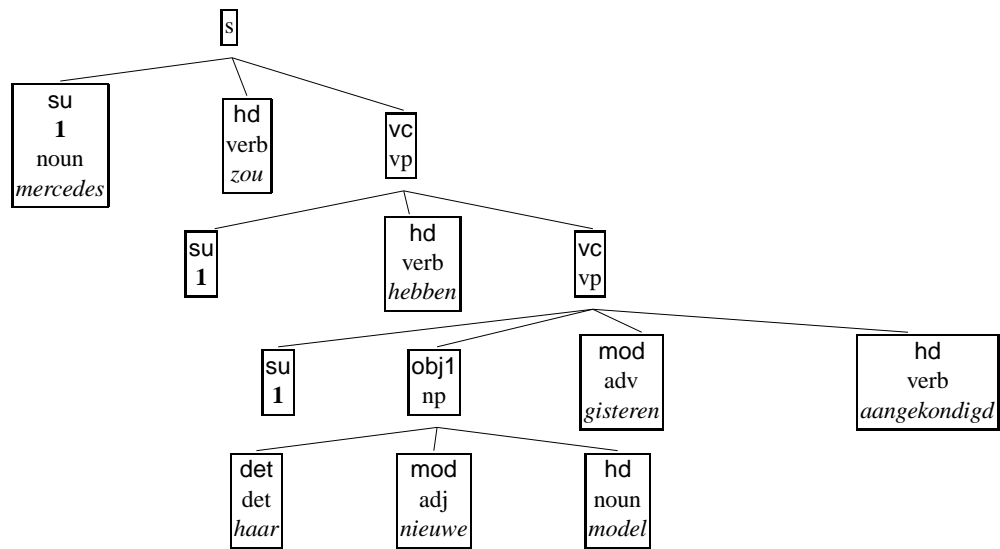 s
su
1
noun
mercedes
hd
verb
zou
vc
vp
su
1
hd
verb
hebben
vc
vp
su
1
obj1
np
mod
adv
gisteren
hd
verb
aangekondigd
det
det
haar
mod
adj
nieuwe
hd
noun
model